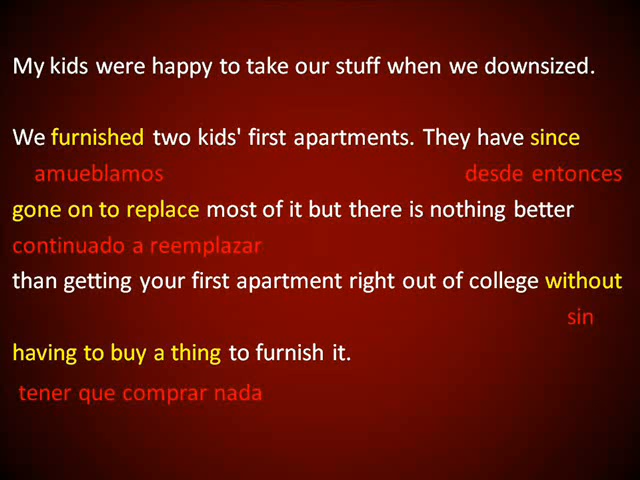 My kids were happy to take our stuff when we downsized.
We furnished two kids' first apartments. They have since
amueblamos desde entonces
gone on to replace most of it but there is nothing better
continuado a reemplazar
than getting your first apartment right out of college without
sin
having to buy a thing to furnish it.
tener que comprar nada